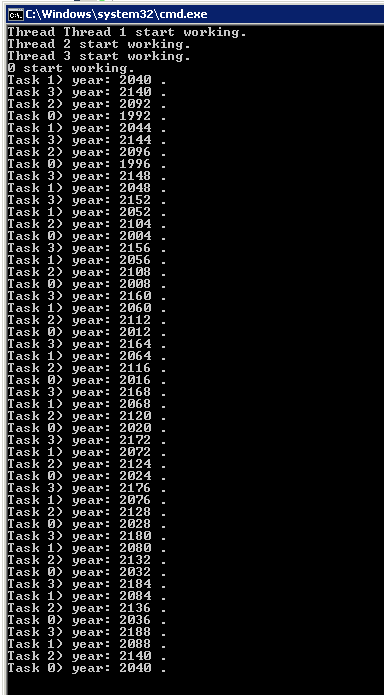 C:\Windows\system32\cmd.exe
Thread Thread 1 start working.
Thread 2 start working.
Thread 3 start working.
0 start working.
Task 1) year: 2040 .
Task 3) year: 2140 .
Task 2) year: 2092 .
Task 0) year: 1992 .
Task 1) year: 2044 .
Task 3) year: 2144 .
Task 2) year: 2096 .
Task 0) year: 1996 .
Task 3) year: 2148 .
Task 1) year: 2048 .
Task 3) year: 2152 .
Task 1) year: 2052 .
Task 2) year: 2104 .
Task 0) year: 2004 .
Task 3) year: 2156 .
Task 1) year: 2056 .
Task 2) year: 2108 .
Task 0) year: 2008 .
Task 3) year: 2160 .
Task 1) year: 2060 .
Task 2) year: 2112 .
Task 0) year: 2012 .
Task 3) year: 2164 .
Task 1) year: 2064 .
Task 2) year: 2116 .
Task 0) year: 2016 .
Task 3) year: 2168 .
Task 1) year: 2068 .
Task 2) year: 2120 .
Task 0) year: 2020 .
Task 3) year: 2172 .
Task 1) year: 2072 .
Task 2) year: 2124 .
Task 0) year: 2024 .
Task 3) year: 2176 .
Task 1) year: 2076 .
Task 2) year: 2128 .
Task 0) year: 2028 .
Task 3) year: 2180 .
Task 1) year: 2080 .
Task 2) year: 2132 .
Task 0) year: 2032 .
Task 3) year: 2184 .
Task 1) year: 2084 .
Task 2) year: 2136 .
Task 0) year: 2036 .
Task 3) year: 2188 .
Task 1) year: 2088 .
Task 2) year: 2140 .
Task 0) year: 2040 .